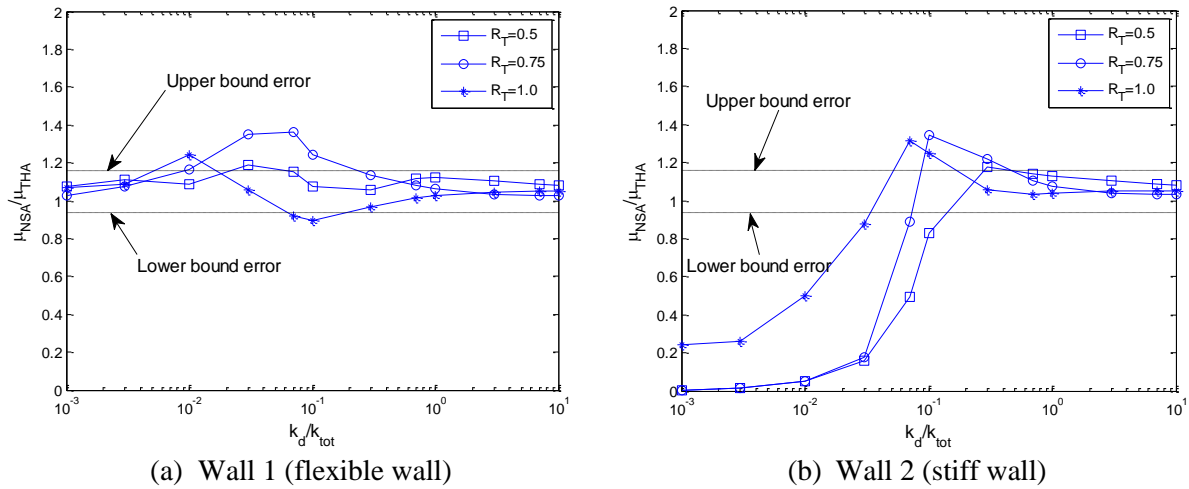 2
1.8
1.6
1.4
1.2
1
0.8
0.6
0.4
0.2
0
μNSA/μTHA
Upper bound error
Lower bound error
RT=0.5
RT=0.75
RT=1.0
10-3
10-2
10-1
100
101
kd/ktot
(a) Wall 1 (flexible wall)
2
1.8
1.6
1.4
1.2
1
0.8
0.6
0.4
0.2
0
μNSA/μTHA
Upper bound error
Lower bound error
RT=0.5
RT=0.75
RT=1.0
10-3
10-2
10-1
100
101
kd/ktot
(b) Wall 2 (stiff wall)